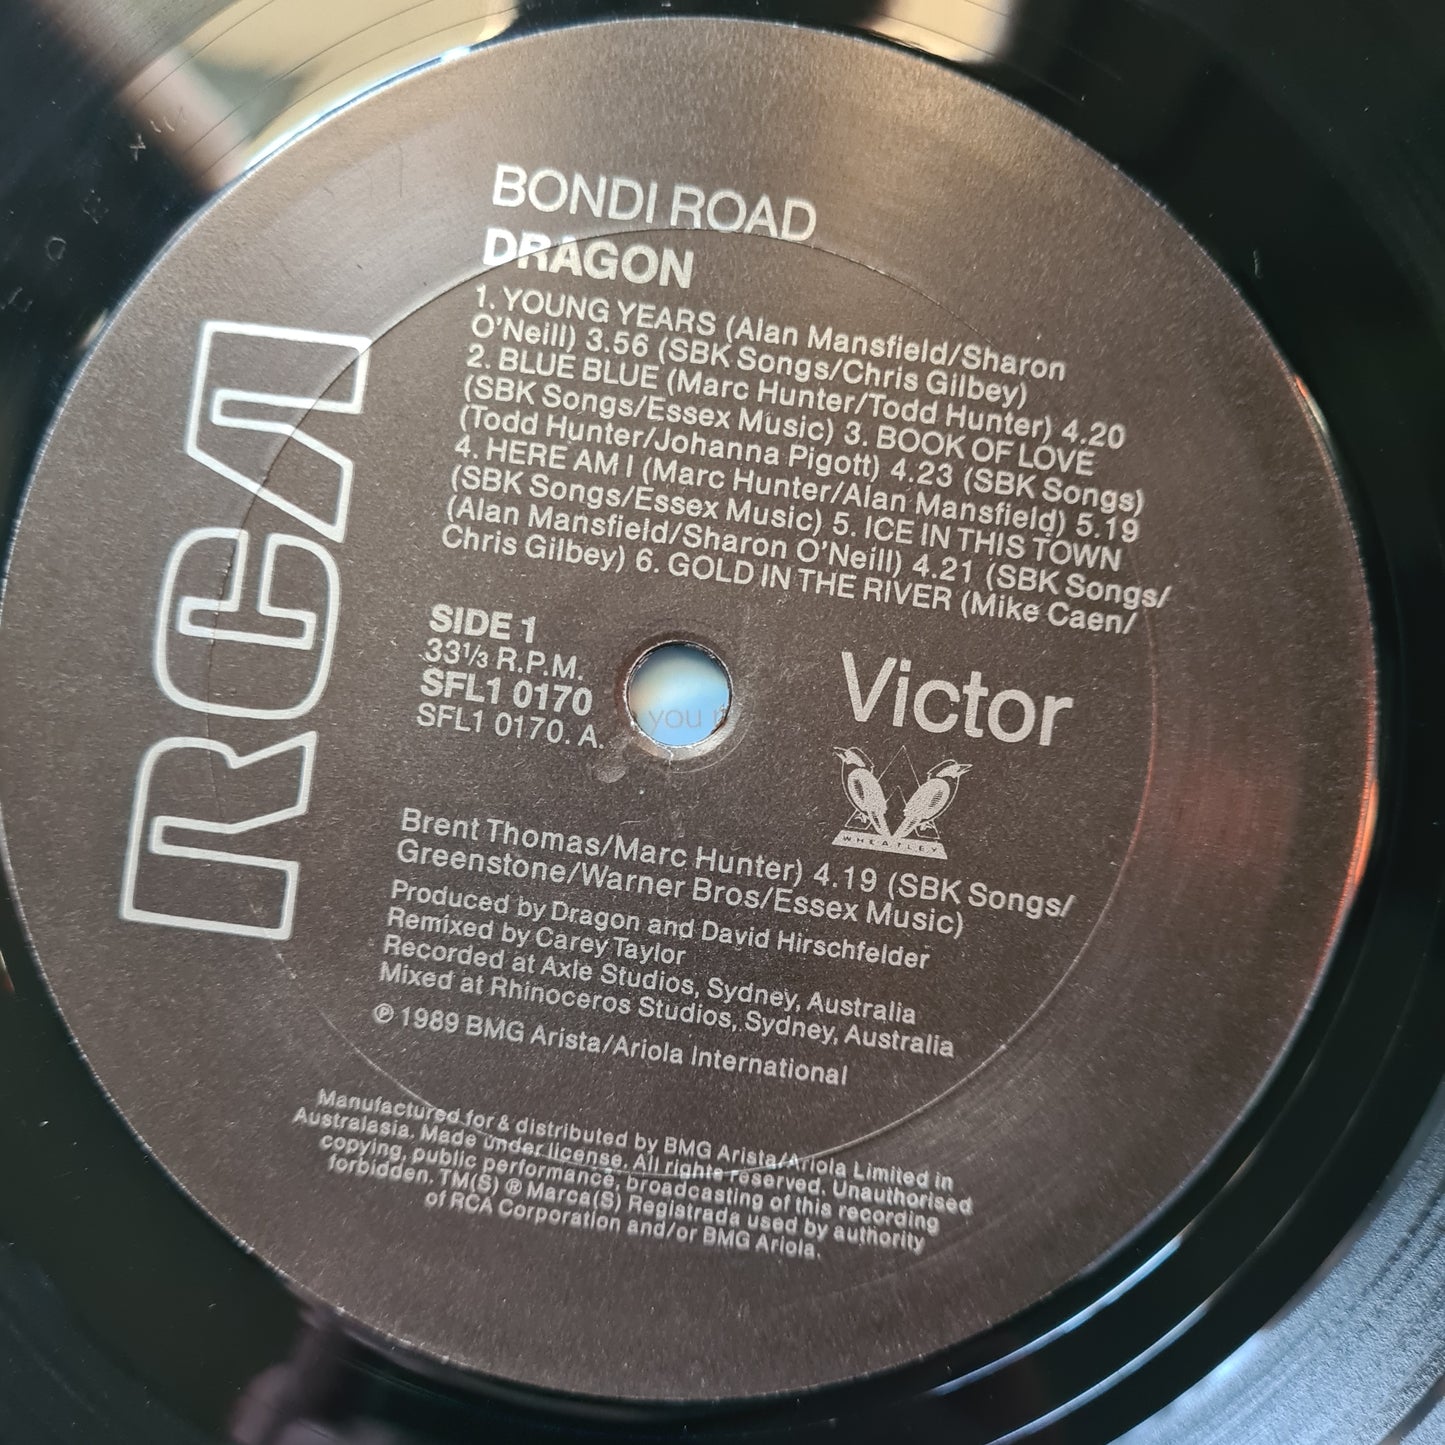 BONDI ROAD
DRAGON
1. YOUNG YEARS (Alan Mansfield/Sharon
O'Neill) 3.56 (SBK Songs/Chris Gilbey)
2. BLUE BLUE (Marc Hunter/Todd Hunter) 4.20
(SBK Songs/Essex Music) 3. BOOK OF LOVE
(Todd Hunter/Johanna Pigott) 4.23 (SBK Songs)
4. HERE AM I (Marc Hunter/Alan Mansfield) 5.19
(SBK Songs/Essex Music) 5. ICE IN THIS TOWN
(Alan Mansfield/Sharon O'Neill) 4.21 (SBK Songs/
Chris Gilbey) 6. GOLD IN THE RIVER (Mike Caen/
RCA
SIDE 1
33⅓ R.P.M.
SFL1 0170
SFL1 0170. A.
you
Victor
WHEATLEY
Brent Thomas/Marc Hunter) 4.19 (SBK Songs/
Greenstone/Warner Bros/Essex Music)
Produced by Dragon and David Hirschfelder
Remixed by Carey Taylor
Recorded at Axle Studios, Sydney, Australia
Mixed at Rhinoceros Studios, Sydney, Australia
℗ 1989 BMG Arista/Ariola International
Manufactured for & distributed by BMG Arista/Ariola Limited in
Australasia. Made under license. All rights reserved. Unauthorised
copying, public performance, broadcasting of this recording
forbidden. TM(S) ® Marca(S) Registrada used by authority
of RCA Corporation and/or BMG Ariola.